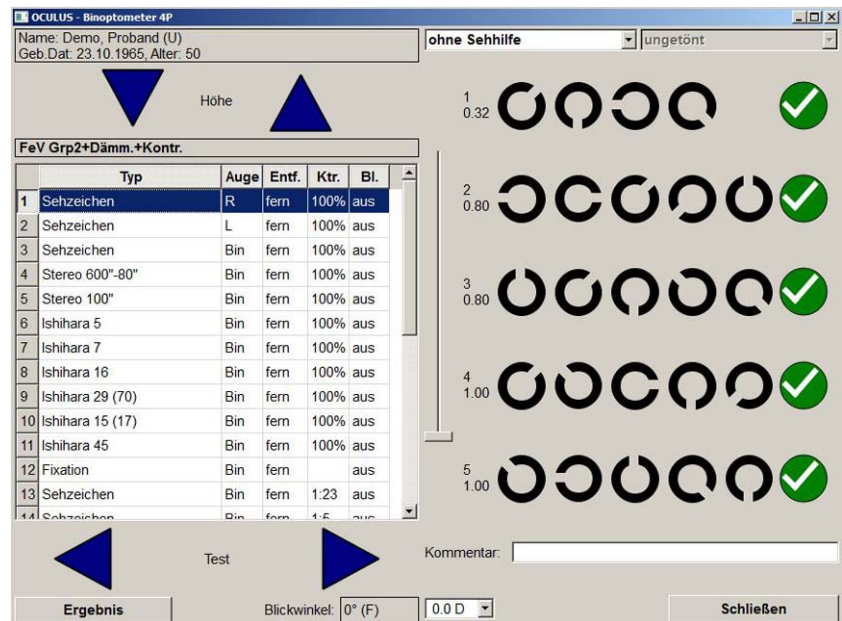 OCULUS - Binoptometer 4P
Name: Demo, Proband (U)
Geb.Dat: 23.10.1965, Alter: 50
ohne Sehhilfe
ungetönt
Höhe
FeV Grp2+Dämm.+Kontr.
Typ Auge Entf. Ktr. Bl.
1 Sehzeichen R fern 100% aus
2 Sehzeichen L fern 100% aus
3 Sehzeichen Bin fern 100% aus
4 Stereo 600"-80" Bin fern 100% aus
5 Stereo 100" Bin fern 100% aus
6 Ishihara 5 Bin fern 100% aus
7 Ishihara 7 Bin fern 100% aus
8 Ishihara 16 Bin fern 100% aus
9 Ishihara 29 (70) Bin fern 100% aus
10 Ishihara 15 (17) Bin fern 100% aus
11 Ishihara 45 Bin fern 100% aus
12 Fixation Bin fern aus
13 Sehzeichen Bin fern 1:23 aus
14 Sehzeichen Bin fern 1:5 aus
1
0.32
2
0.80
3
0.80
4
1.00
5
1.00
Test
Kommentar:
Ergebnis
Blickwinkel: 0° (F)
0.0 D
Schließen